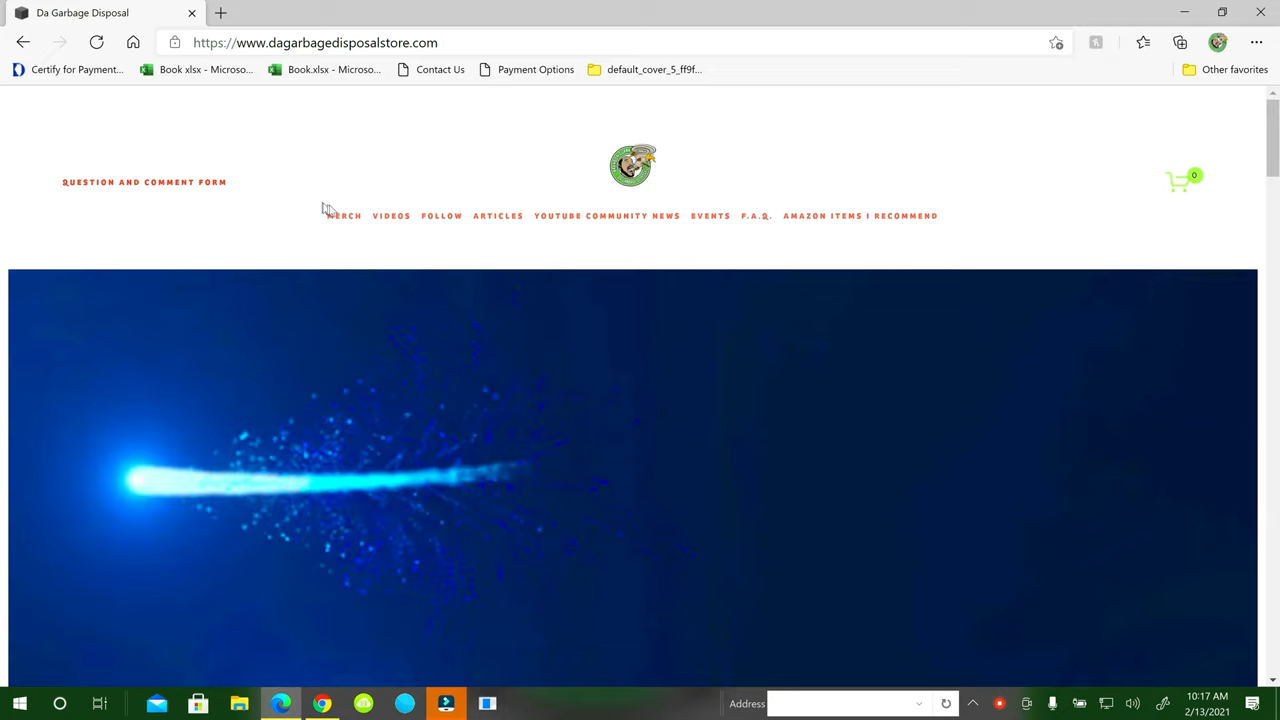 Da Garbage Disposal
https://www.dagarbagedisposalstore.com
Certify for Payment... Book xlsx - Microso... Book.xlsx - Microso... Contact Us Payment Options default_cover_5_ff9f... Other favorites
QUESTION AND COMMENT FORM
0
MERCH VIDEOS FOLLOW ARTICLES YOUTUBE COMMUNITY NEWS EVENTS F.A.Q. AMAZON ITEMS I RECOMMEND
Address
10:17 AM
2/13/2021